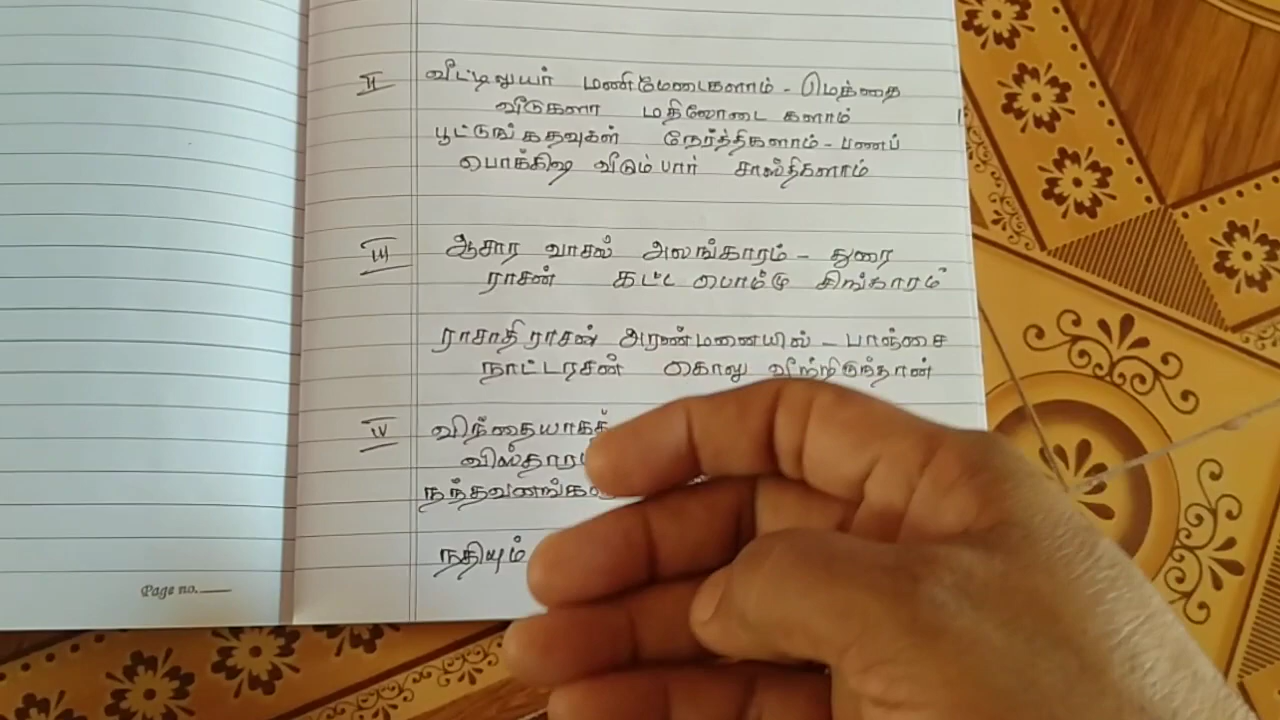 II வீட்டிலுயர் மணிமேடைகளாம் - மெத்தை
வீடுகளா மதிலோடை களாம்
பூட்டுங் கதவுகள் நேர்த்திகளாம் - பணப்
பொக்கிஷ வீடும் பார் சாஸ்திகளாம்
III ஆசார வாசல் அலங்காரம் - துரை
ராசன் கட்ட பொம்மு சிங்காரம்
ராசாதி ராசன் அரண்மனையில் - பாஞ்சை
நாட்டரசன் கொலு வீற்றிருந்தான்
IV விந்தையாகத்
விஸ்தார
நந்தவனங்க
நதியும்
Page no.